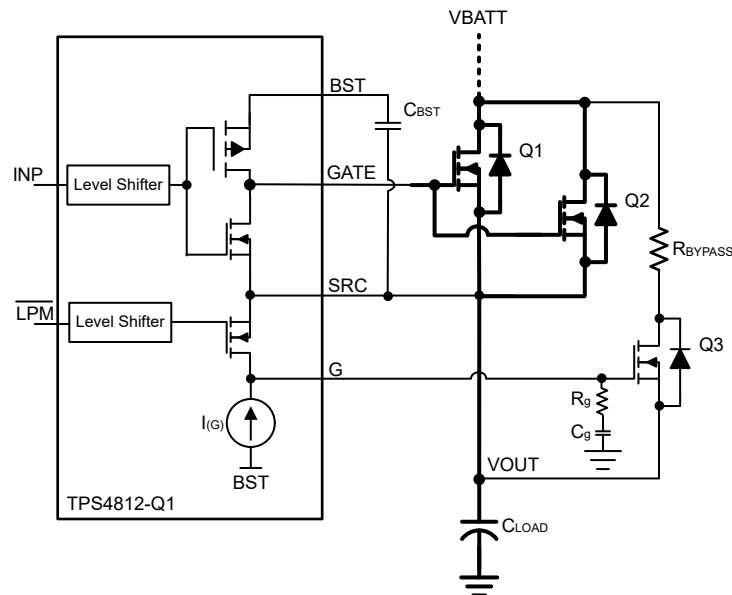 VBATT
BST
CBST
INP
Level Shifter
GATE
Q1
Q2
RBYPASS
SRC
LPM
Level Shifter
Q3
G
Rg
Cg
I(G)
BST
VOUT
TPS4812-Q1
CLOAD